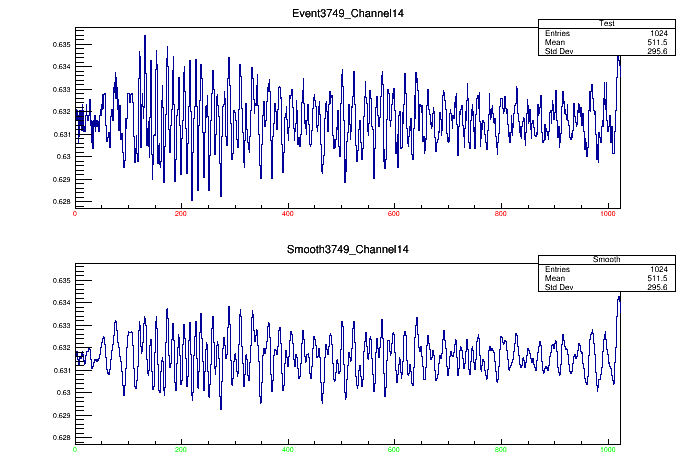 Event3749_Channel14
Test
Entries 1024
Mean 511.5
Std Dev 295.6
0.635
0.634
0.633
0.632
0.631
0.63
0.629
0.628
0 200 400 600 800 1000
Smooth3749_Channel14
Smooth
Entries 1024
Mean 511.5
Std Dev 295.6
0.635
0.634
0.633
0.632
0.631
0.63
0.629
0.628
0 200 400 600 800 1000